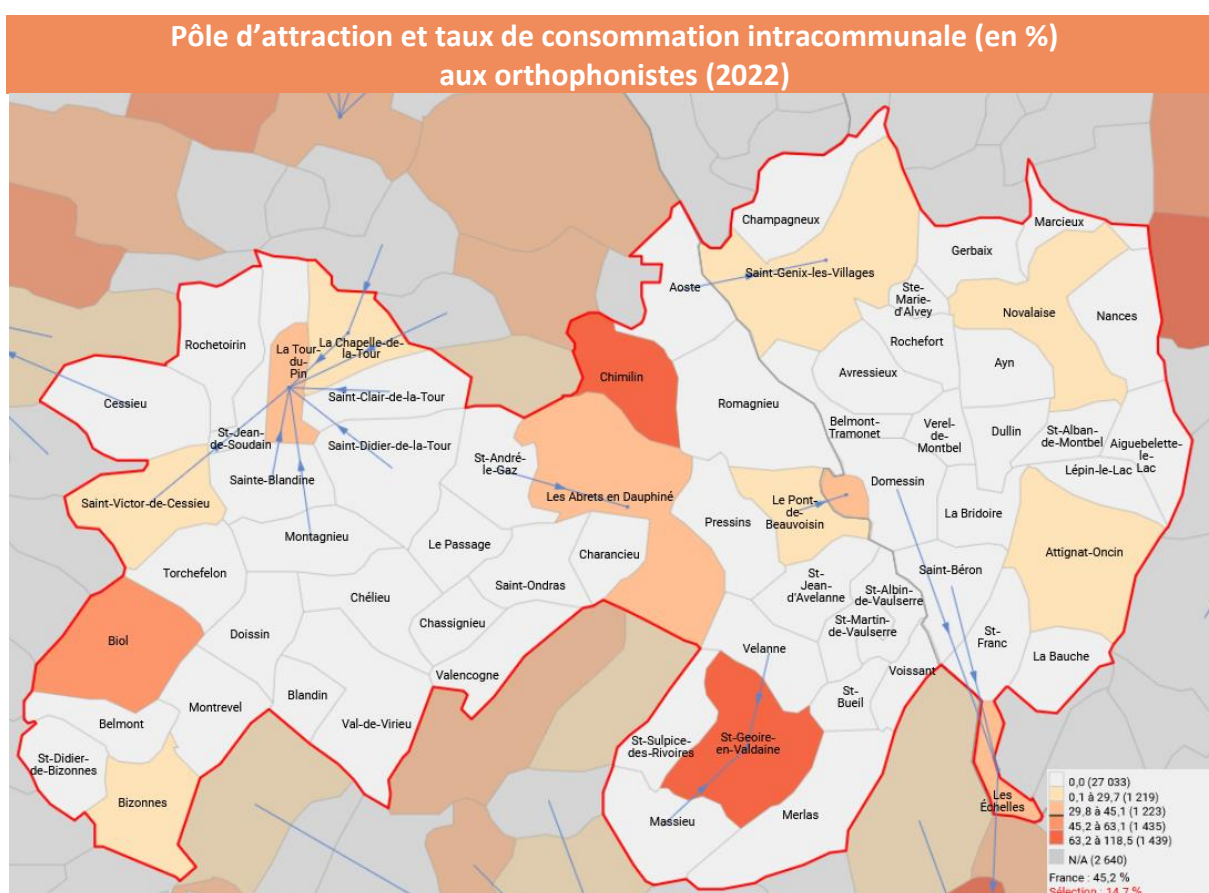 Pôle d'attraction et taux de consommation intracommunale (en %)
aux orthophonistes (2022)
Champagneux
Marcieux
Gerbaix
Saint-Genix-les-Villages
Aoste
Ste-
Marie-
d'Alvey
Novalaise
Nances
Rochetoirin
La Tour-
du-
Pin
La Chapelle-de-
la-Tour
Rochefort
Ayn
Avressieux
Chimilin
Cessieu
Saint-Clair-de-la-Tour
Romagnieu
St-Jean-
de-Soudain
Saint-Didier-de-la-Tour
Belmont-
Tramonet
Verel-
de-
Montbel
Dullin
St-Alban-
de-Montbel
Aiguebelette-
le-
Lac
St-André-
le-Gaz
Lépin-le-Lac
Sainte-Blandine
Domessin
Saint-Victor-de-Cessieu
Les Abrets en Dauphiné
Le Pont-
de-
Beauvoisin
La Bridoire
Pressins
Montagnieu
Le Passage
Charancieu
Attignat-Oncin
Torchefelon
Saint-Béron
Saint-Ondras
St-
Jean-
d'Avelanne
St-Albin-
de-Vaulserre
Chélieu
Chassignieu
St-Martin-
de-Vaulserre
Biol
Doissin
St-
Franc
Velanne
La Bauche
Valencogne
Voissant
Blandin
St-
Bueil
Montrevel
Belmont
Val-de-Virieu
St-Sulpice-
des-Rivoires
St-Geoire-
en-Valdaine
St-Didier-
de-Bizonnes
Bizonnes
Les
Échelles
Massieu
Merlas
0,0 (27 033)
0,1 à 29,7 (1 219)
29,8 à 45,1 (1 223)
45,2 à 63,1 (1 435)
63,2 à 118,5 (1 439)
N/A (2 640)
France : 45,2 %
Sélection : 14,7 %